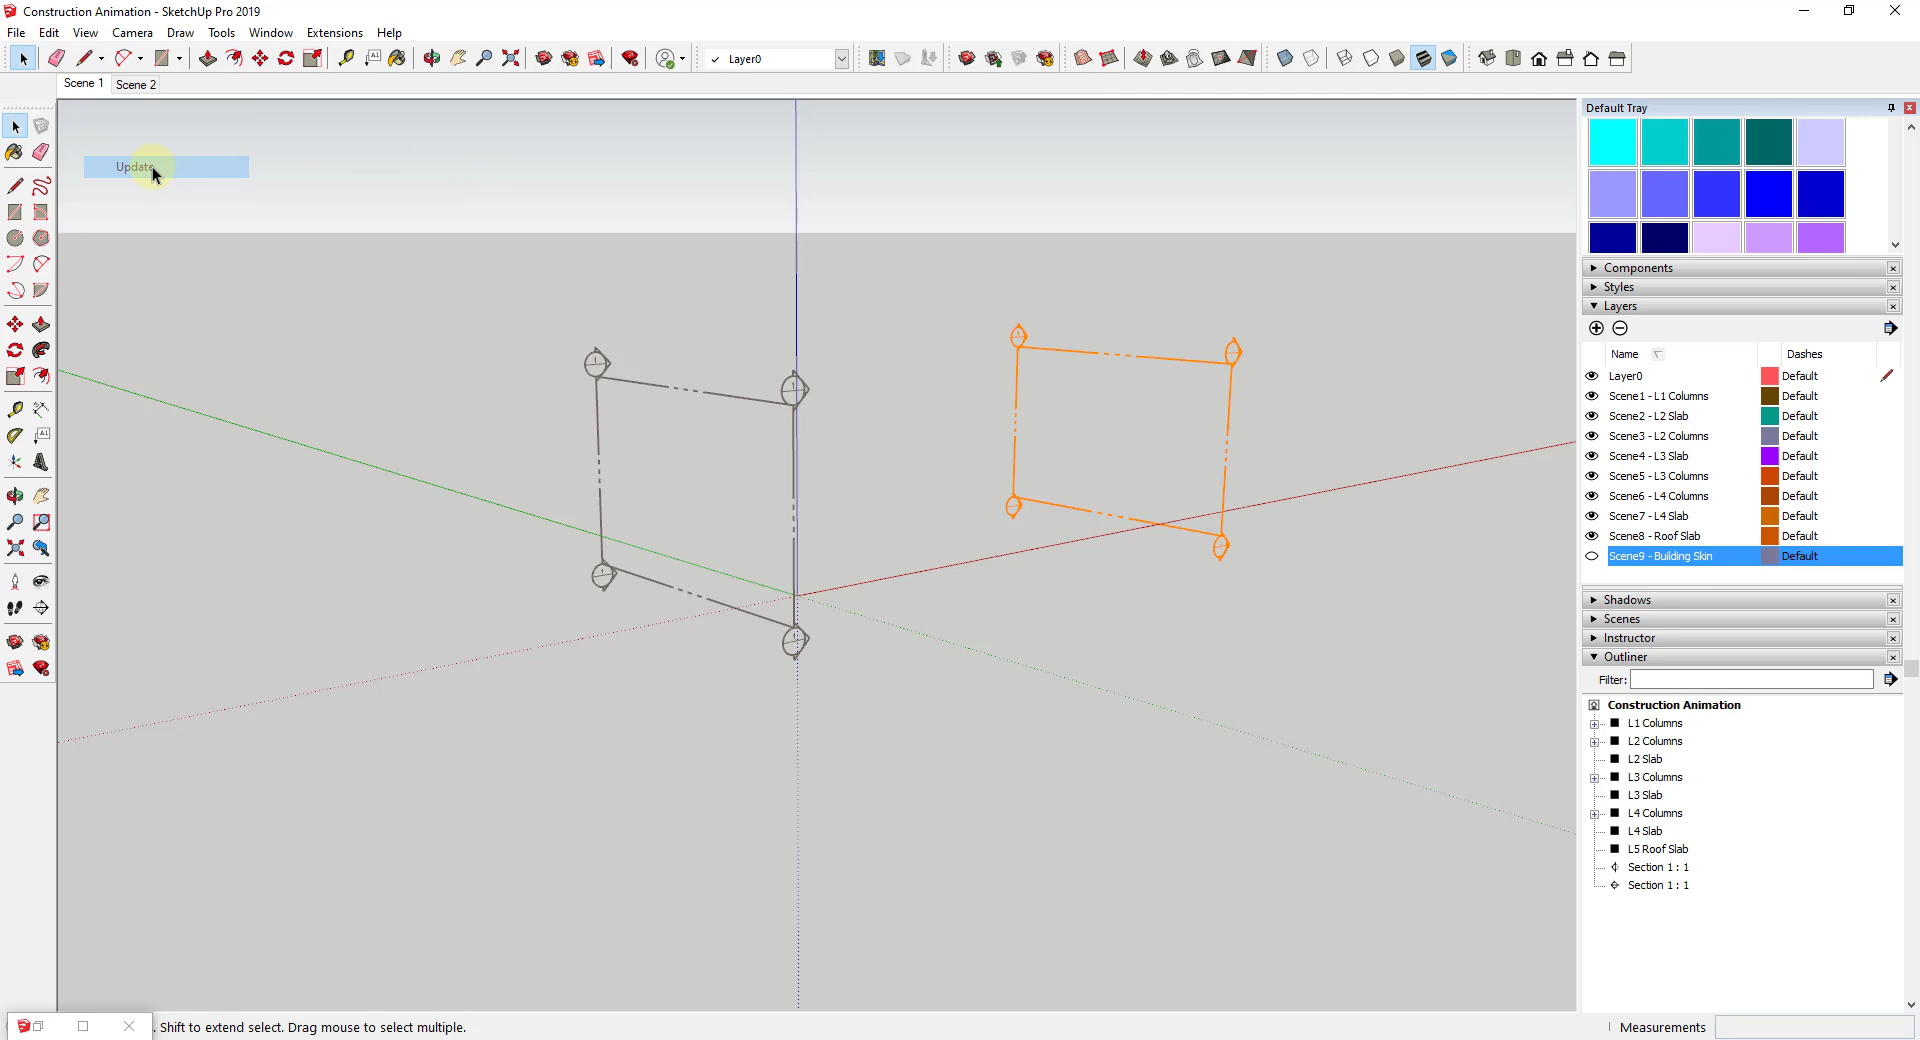 Construction Animation - SketchUp Pro 2019
File Edit View Camera Draw Tools Window Extensions Help
Layer0
Scene 1 Scene 2
Default Tray
Update
Components
Styles
Layers
Name Dashes
Layer0 Default
Scene1 - L1 Columns Default
Scene2 - L2 Slab Default
Scene3 - L2 Columns Default
Scene4 - L3 Slab Default
Scene5 - L3 Columns Default
Scene6 - L4 Columns Default
Scene7 - L4 Slab Default
Scene8 - Roof Slab Default
Scene9 - Building Skin Default
Shadows
Scenes
Instructor
Outliner
Filter:
Construction Animation
L1 Columns
L2 Columns
L2 Slab
L3 Columns
L3 Slab
L4 Columns
L4 Slab
L5 Roof Slab
Section 1 : 1
Section 1 : 1
. Shift to extend select. Drag mouse to select multiple.
Measurements